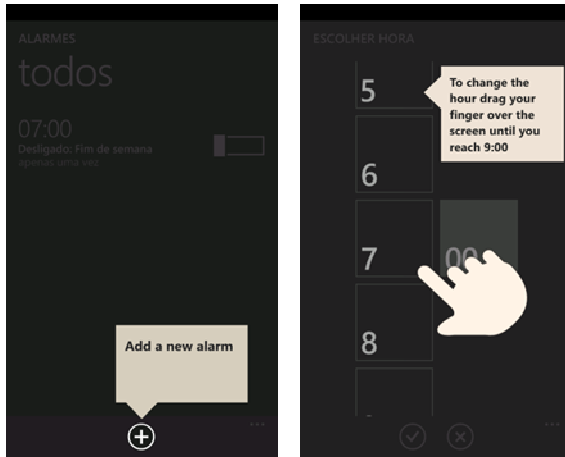 ALARMES
todos
07:00
Desligado: Fim de semana
apenas uma vez
Add a new alarm
ESCOLHER HORA
5
To change the
hour drag your
finger over the
screen until you
reach 9:00
6
7
00
8